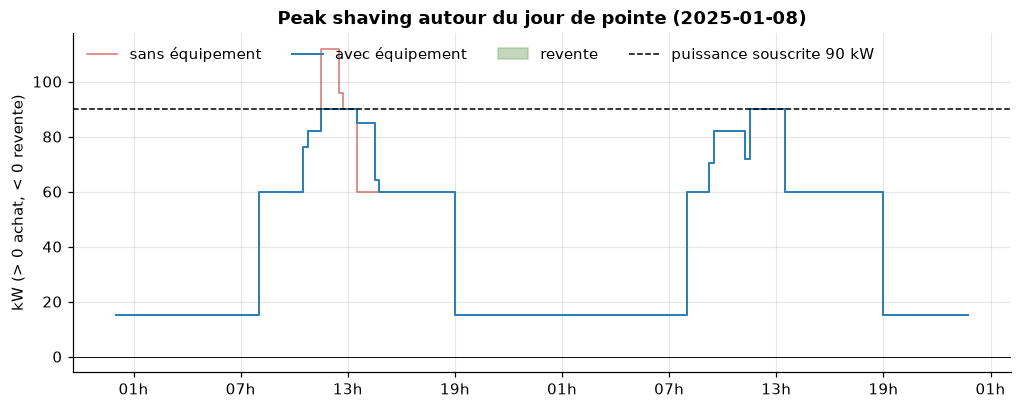 Peak shaving autour du jour de pointe (2025-01-08)
sans équipement
avec équipement
revente
puissance souscrite 90 kW
kW (> 0 achat, < 0 revente)
100
80
60
40
20
0
01h
07h
13h
19h
01h
07h
13h
19h
01h